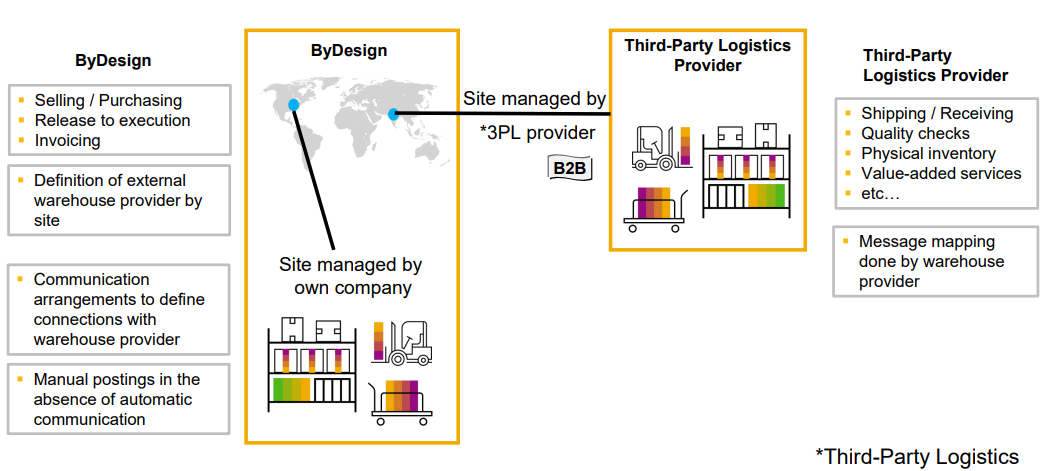 ByDesign
Selling / Purchasing
Release to execution
Invoicing
Definition of external
warehouse provider by
site
Communication
arrangements to define
connections with
warehouse provider
Manual postings in the
absence of automatic
communication
ByDesign
Site managed by
own company
Site managed by
*3PL provider
B2B
Third-Party Logistics
Provider
Third-Party
Logistics Provider
Shipping / Receiving
Quality checks
Physical inventory
Value-added services
etc…
Message mapping
done by warehouse
provider
*Third-Party Logistics